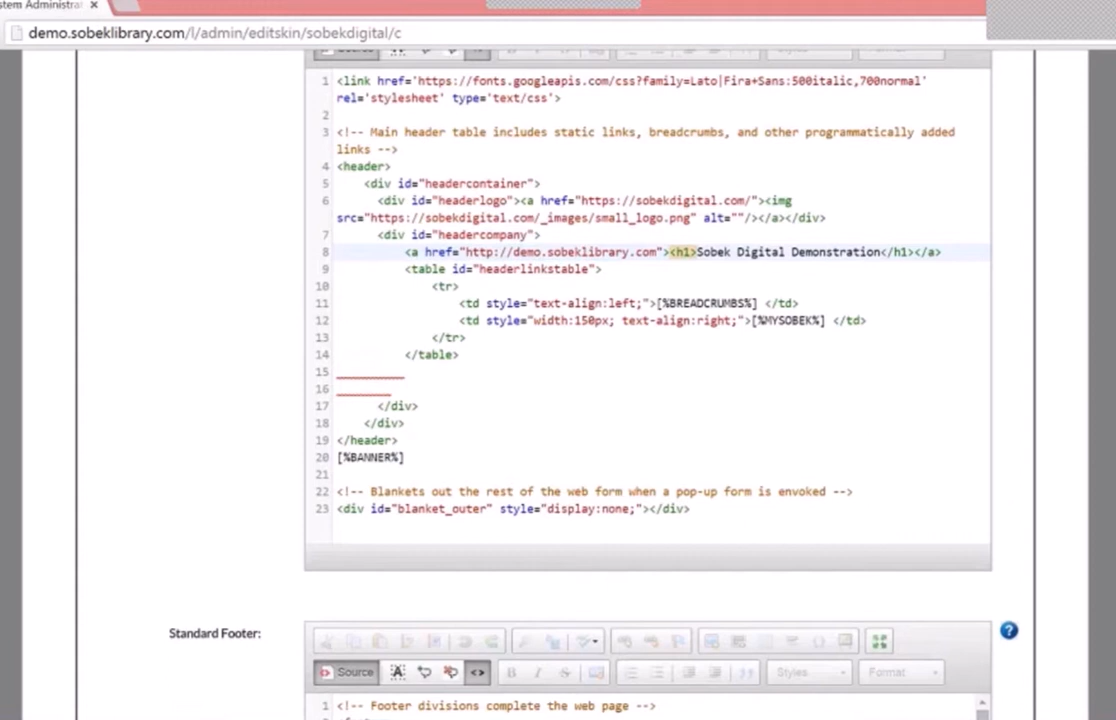 stem Administra
demo.sobeklibrary.com/l/admin/editskin/sobekdigital/c
1 <link href='https://fonts.googleapis.com/css?family=Lato|Fira+Sans:500italic,700normal'
rel='stylesheet' type='text/css'>
2
3 <!-- Main header table includes static links, breadcrumbs, and other programmatically added
links -->
4 <header>
5 <div id="headercontainer">
6 <div id="headerlogo"><a href="https://sobekdigital.com/"><img
src="https://sobekdigital.com/_images/small_logo.png" alt=""/></a></div>
7 <div id="headercompany">
8 <a href="http://demo.sobeklibrary.com"><h1>Sobek Digital Demonstration</h1></a>
9 <table id="headerlinkstable">
10 <tr>
11 <td style="text-align:left;">[%BREADCRUMBS%] </td>
12 <td style="width:150px; text-align:right;">[%MYSOBEK%] </td>
13 </tr>
14 </table>
15
16
17 </div>
18 </div>
19 </header>
20 [%BANNER%]
21
22 <!-- Blankets out the rest of the web form when a pop-up form is envoked -->
23 <div id="blanket_outer" style="display:none;"></div>
Standard Footer:
Source
Styles
Format
1 <!-- Footer divisions complete the web page -->